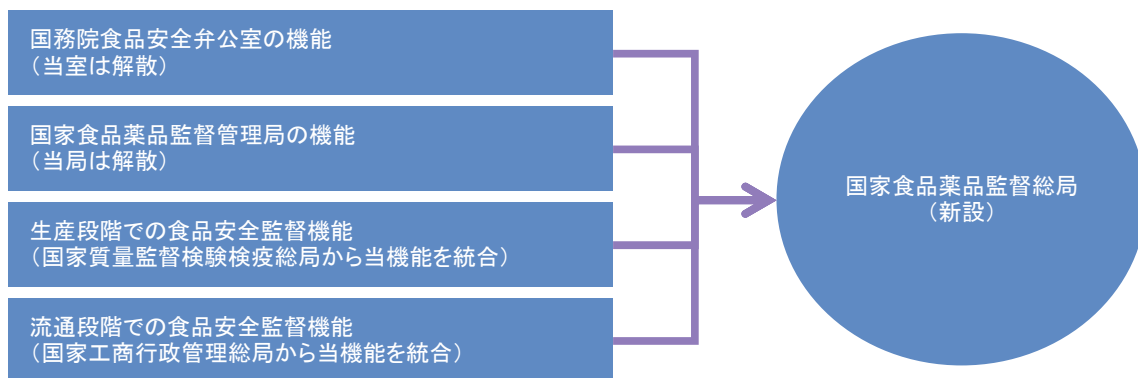 国務院食品安全弁公室の機能
（当室は解散）
国家食品薬品監督管理局の機能
（当局は解散）
生産段階での食品安全監督機能
（国家質量監督検験検疫総局から当機能を統合）
流通段階での食品安全監督機能
（国家工商行政管理総局から当機能を統合）
国家食品薬品監督総局
（新設）